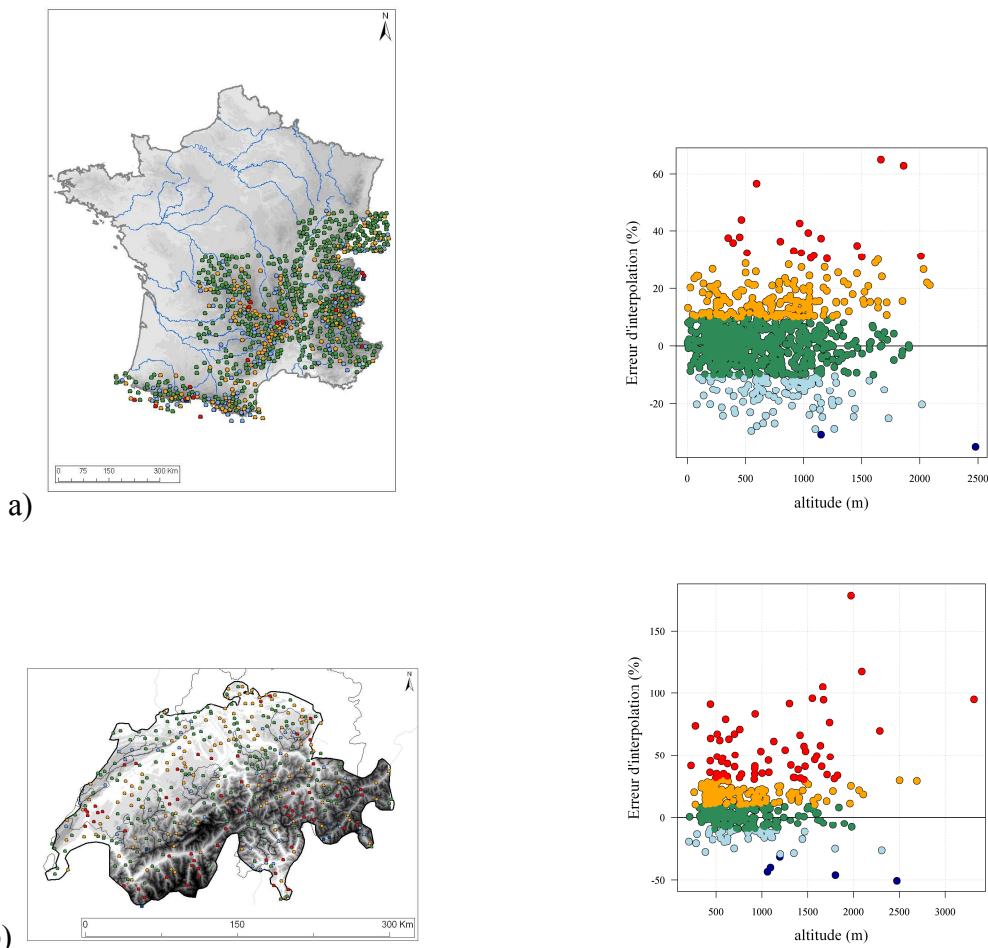 N
0 75 150 300 Km
a)
Erreur d'interpolation (%)
60
40
20
0
-20
0 500 1000 1500 2000 2500
altitude (m)
N
0 150 300 Km
)
Erreur d'interpolation (%)
150
100
50
0
-50
500 1000 1500 2000 2500 3000
altitude (m)